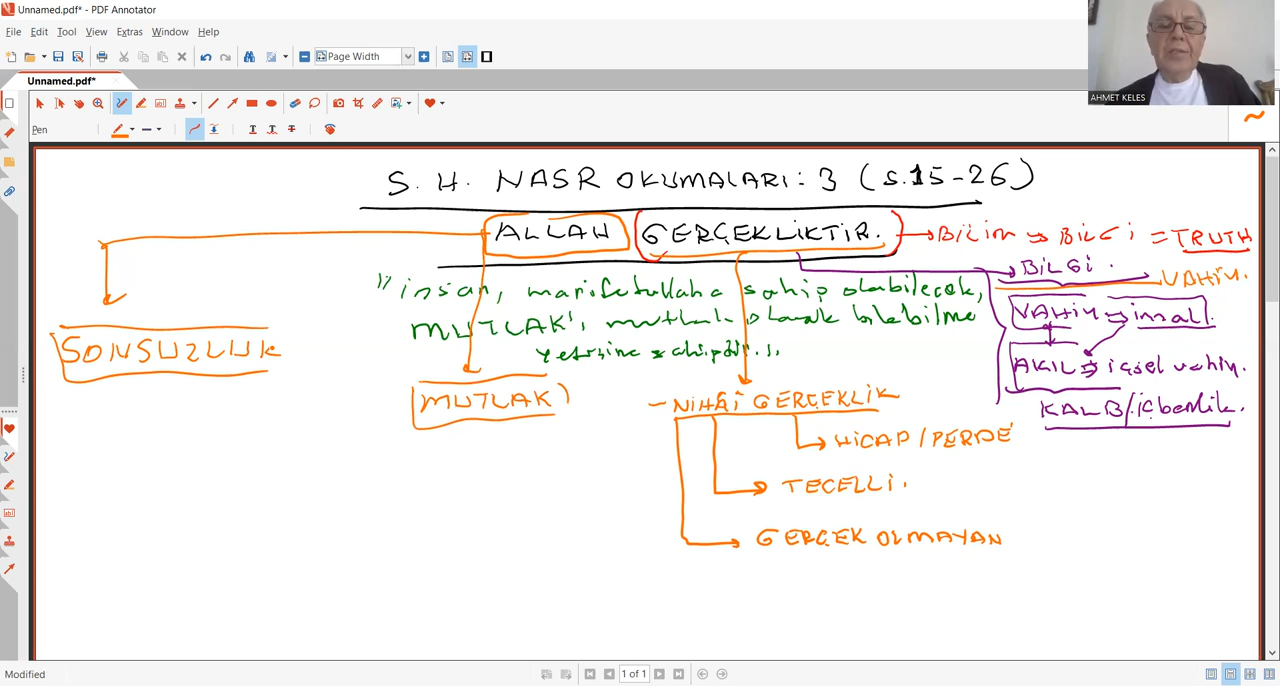 Unnamed.pdf* - PDF Annotator
File Edit Tool View Extras Window Help
Page Width
Unnamed.pdf*
Pen
AHMET KELES
S. H. NASR OKUMALARI: 3 (S.15-26)
ALLAH GERÇEKLİKTİR. → BİLİM → BİLGİ = TRUTH
BİLGİ. VAHİY.
"insan, marifetullaha sahip olabilecek,
MUTLAK'ı mutlak olarak bilebilme
yetisine sahiptir.".
VAHİY
AKIL içsel vahiy.
KALB/içbenlik.
SONSUZLUK
MUTLAK
- NİHAİ GERÇEKLİK
HİCAP/PERDE
TECELLİ.
GERÇEK OLMAYAN
1 of 1
Modified